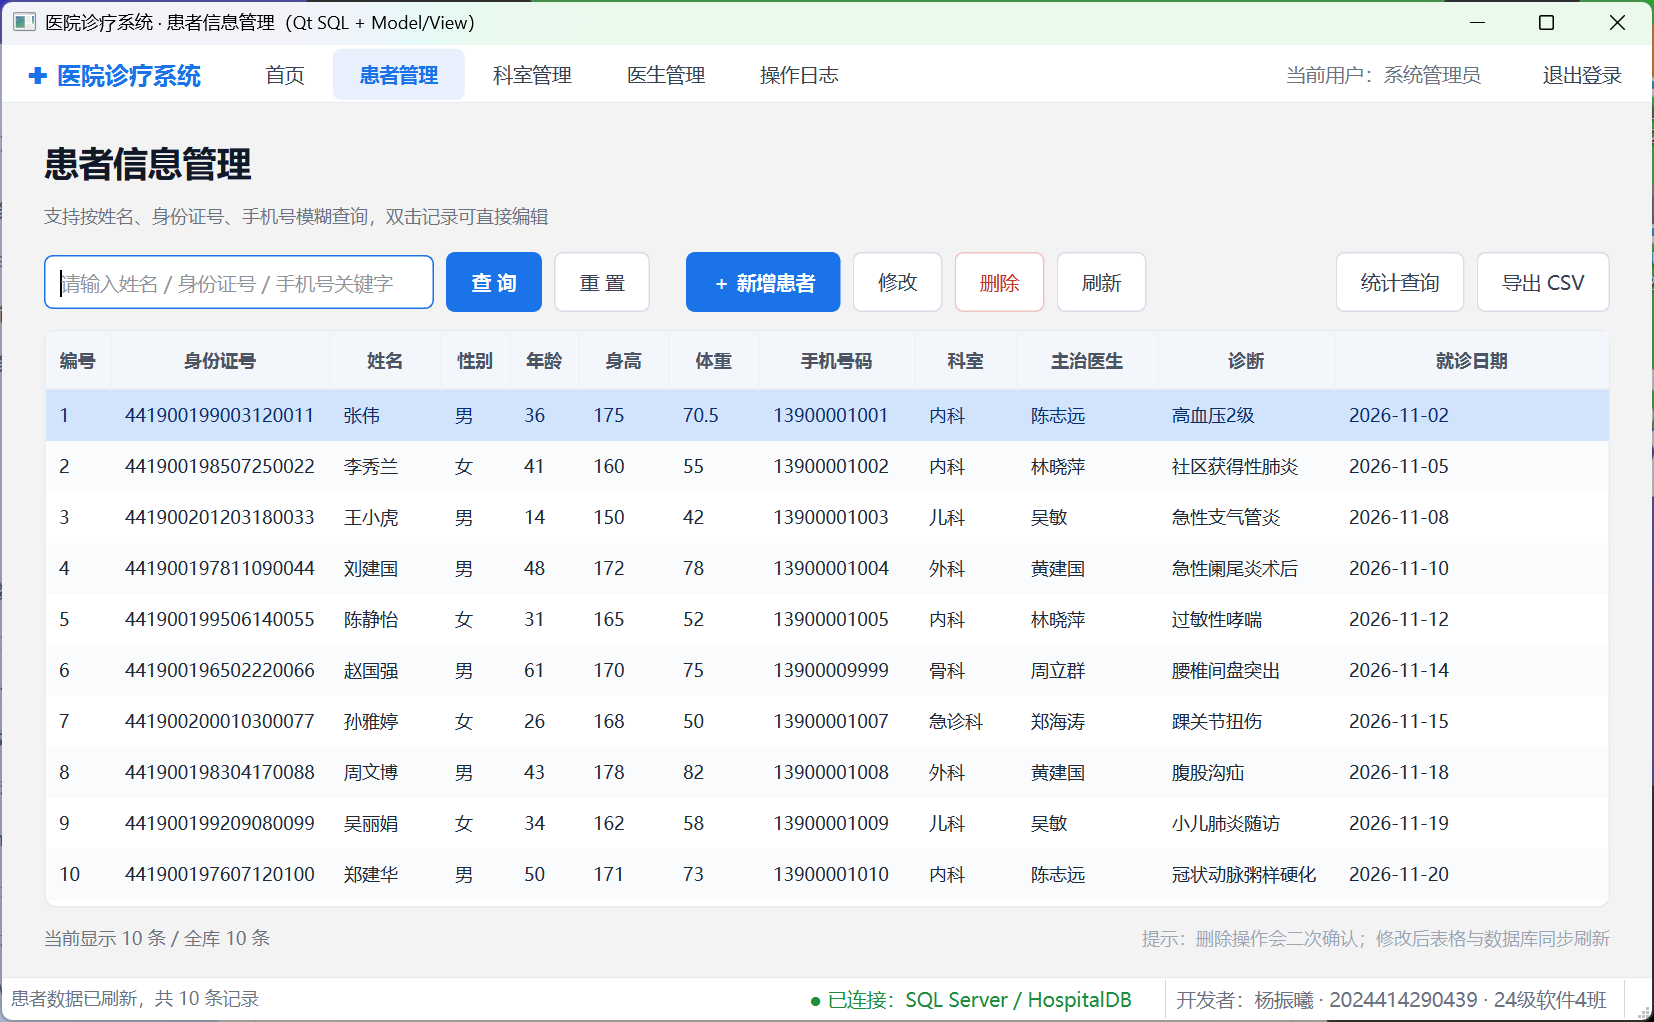 医院诊疗系统 · 患者信息管理（Qt SQL + Model/View）
医院诊疗系统 首页 患者管理 科室管理 医生管理 操作日志 当前用户：系统管理员 退出登录
患者信息管理
支持按姓名、身份证号、手机号模糊查询，双击记录可直接编辑
请输入姓名 / 身份证号 / 手机号关键字 查 询 重 置 + 新增患者 修改 删除 刷新 统计查询 导出 CSV
编号 身份证号 姓名 性别 年龄 身高 体重 手机号码 科室 主治医生 诊断 就诊日期
1 441900199003120011 张伟 男 36 175 70.5 13900001001 内科 陈志远 高血压2级 2026-11-02
2 441900198507250022 李秀兰 女 41 160 55 13900001002 内科 林晓萍 社区获得性肺炎 2026-11-05
3 441900201203180033 王小虎 男 14 150 42 13900001003 儿科 吴敏 急性支气管炎 2026-11-08
4 441900197811090044 刘建国 男 48 172 78 13900001004 外科 黄建国 急性阑尾炎术后 2026-11-10
5 441900199506140055 陈静怡 女 31 165 52 13900001005 内科 林晓萍 过敏性哮喘 2026-11-12
6 441900196502220066 赵国强 男 61 170 75 13900009999 骨科 周立群 腰椎间盘突出 2026-11-14
7 441900200010300077 孙雅婷 女 26 168 50 13900001007 急诊科 郑海涛 踝关节扭伤 2026-11-15
8 441900198304170088 周文博 男 43 178 82 13900001008 外科 黄建国 腹股沟疝 2026-11-18
9 441900199209080099 吴丽娟 女 34 162 58 13900001009 儿科 吴敏 小儿肺炎随访 2026-11-19
10 441900197607120100 郑建华 男 50 171 73 13900001010 内科 陈志远 冠状动脉粥样硬化 2026-11-20
当前显示 10 条 / 全库 10 条 提示：删除操作会二次确认；修改后表格与数据库同步刷新
患者数据已刷新，共 10 条记录 ● 已连接：SQL Server / HospitalDB 开发者：杨振曦 · 2024414290439 · 24级软件4班